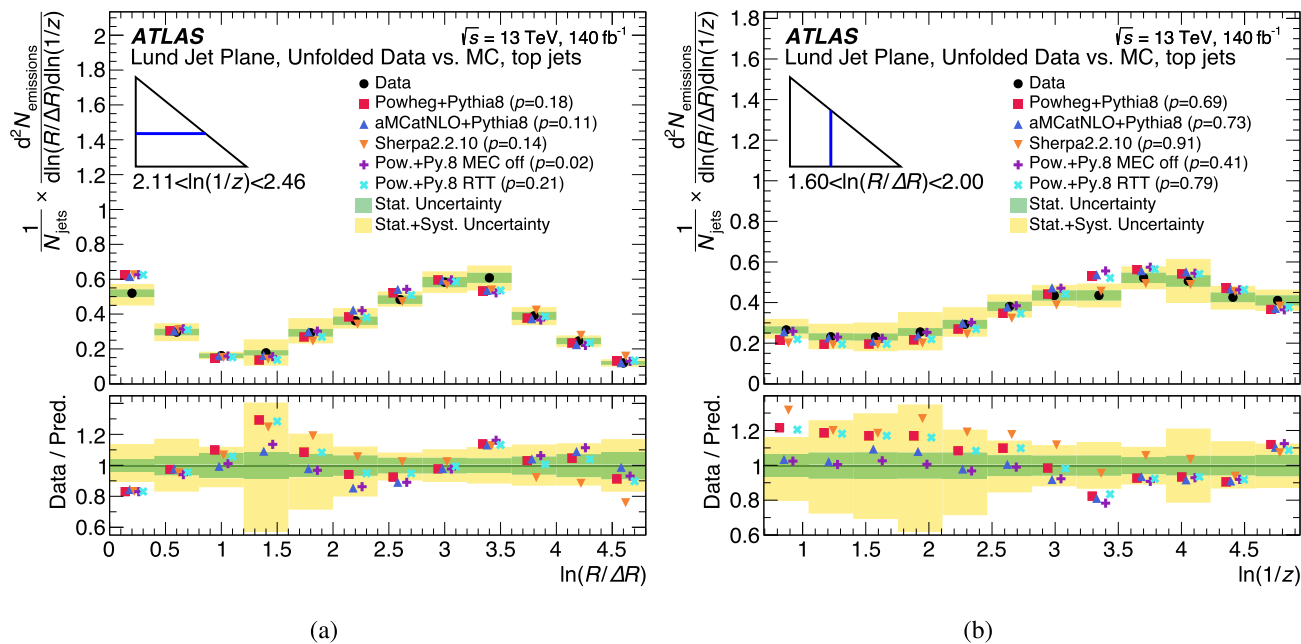 ATLAS
√s = 13 TeV, 140 fb⁻¹
Lund Jet Plane, Unfolded Data vs. MC, top jets
Data
Powheg+Pythia8 (p=0.18)
aMCatNLO+Pythia8 (p=0.11)
Sherpa2.2.10 (p=0.14)
Pow.+Py.8 MEC off (p=0.02)
Pow.+Py.8 RTT (p=0.21)
Stat. Uncertainty
Stat.+Syst. Uncertainty
2.11<ln(1/z)<2.46
1/N_jets × d²N_emissions/dln(R/ΔR)dln(1/z)
2
1.8
1.6
1.4
1.2
1
0.8
0.6
0.4
0.2
0
Data / Pred.
1.2
1
0.8
0.6
0 0.5 1 1.5 2 2.5 3 3.5 4 4.5
ln(R/ΔR)
(a)
ATLAS
√s = 13 TeV, 140 fb⁻¹
Lund Jet Plane, Unfolded Data vs. MC, top jets
Data
Powheg+Pythia8 (p=0.69)
aMCatNLO+Pythia8 (p=0.73)
Sherpa2.2.10 (p=0.91)
Pow.+Py.8 MEC off (p=0.41)
Pow.+Py.8 RTT (p=0.79)
Stat. Uncertainty
Stat.+Syst. Uncertainty
1.60<ln(R/ΔR)<2.00
1/N_jets × d²N_emissions/dln(R/ΔR)dln(1/z)
1.8
1.6
1.4
1.2
1
0.8
0.6
0.4
0.2
0
Data / Pred.
1.4
1.2
1
0.8
0.6
1 1.5 2 2.5 3 3.5 4 4.5
ln(1/z)
(b)